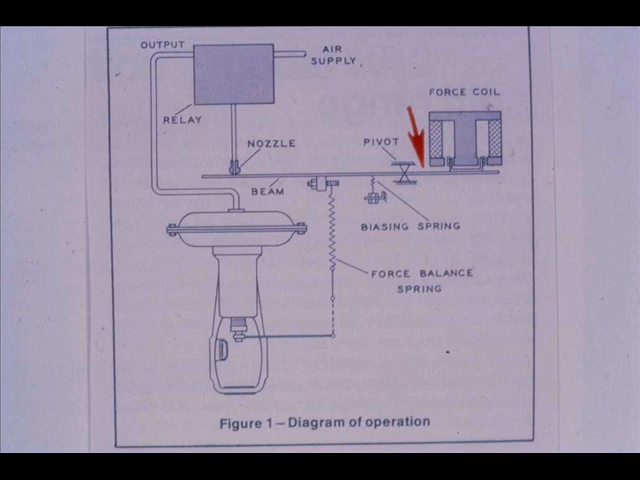 OUTPUT
AIR
SUPPLY
FORCE COIL
RELAY
NOZZLE
PIVOT
BEAM
BIASING SPRING
FORCE BALANCE
SPRING
Figure 1—Diagram of operation